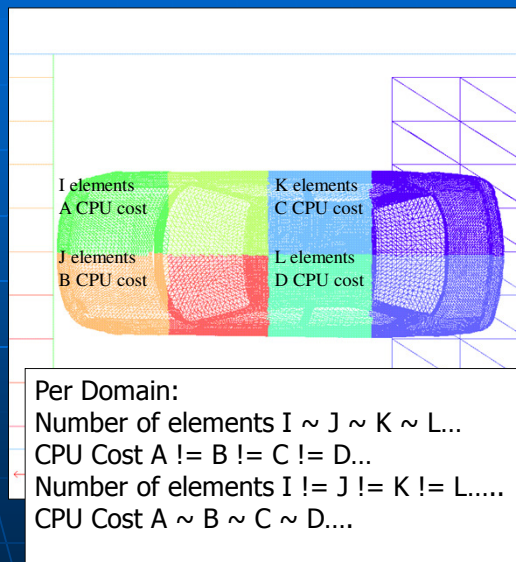 I elements
A CPU cost
K elements
C CPU cost
J elements
B CPU cost
L elements
D CPU cost
Per Domain:
Number of elements I ~ J ~ K ~ L...
CPU Cost A != B != C != D...
Number of elements I != J != K != L.....
CPU Cost A ~ B ~ C ~ D....